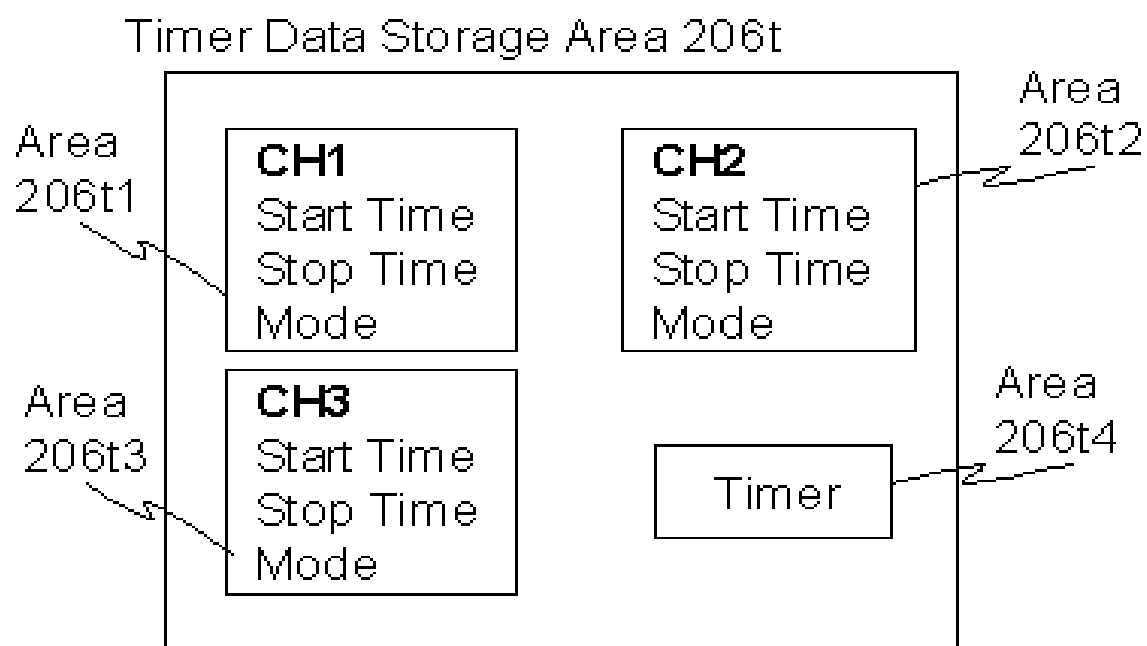 Timer Data Storage Area 206t
Area
206t1
CH1
Start Time
Stop Time
Mode
CH2
Start Time
Stop Time
Mode
Area
206t2
Area
206t3
CH3
Start Time
Stop Time
Mode
Timer
Area
206t4